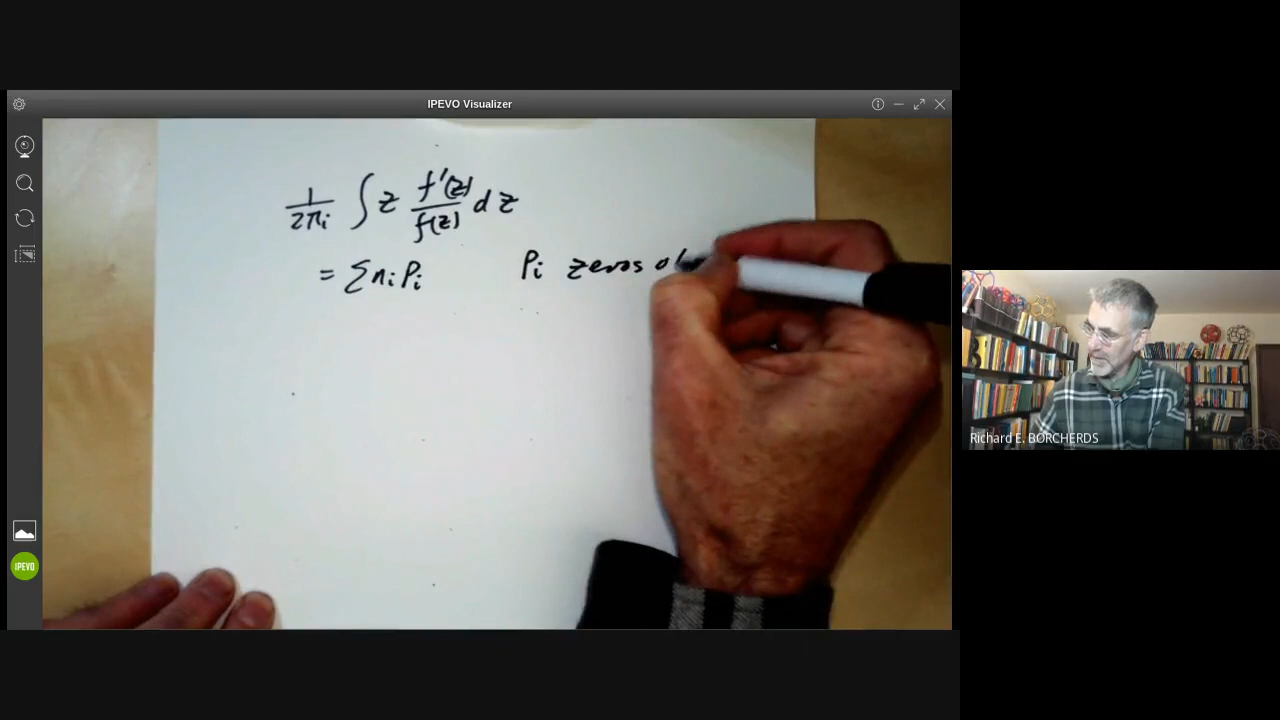 IPEVO Visualizer
1/2πi ∫ z f'(z)/f(z) dz
= Σ nᵢ Pᵢ Pᵢ zeros of
IPEVO
Richard E. BORCHERDS